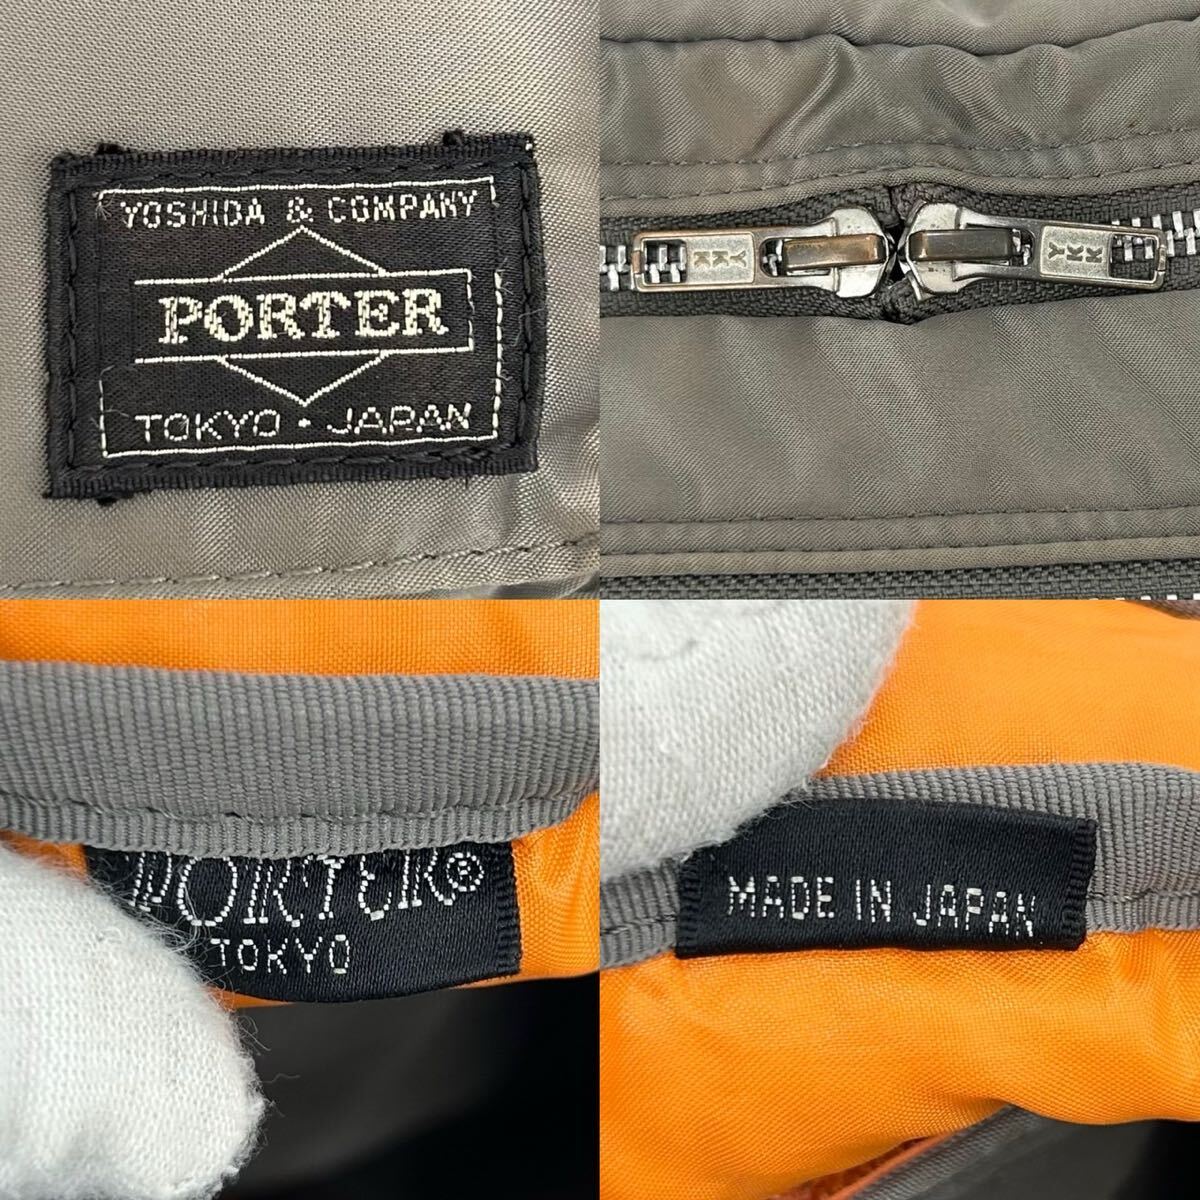 YOSHIDA & COMPANY
PORTER
TOKYO • JAPAN
YKK
YKK
PORTER®
TOKYO
MADE IN JAPAN